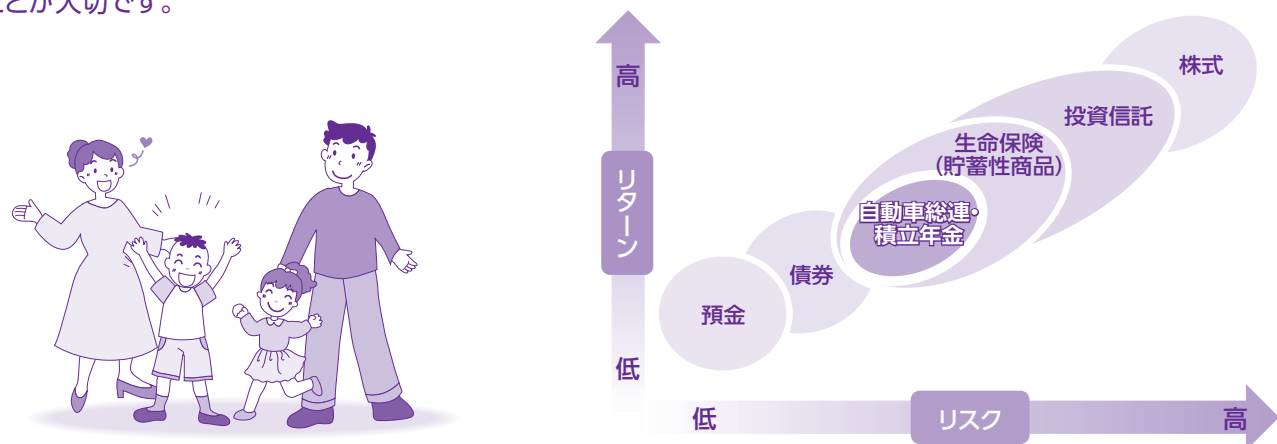 ことが大切です。
高
株式
投資信託
生命保険
(貯蓄性商品)
リターン
自動車総連・
積立年金
債券
預金
低
低
リスク
高